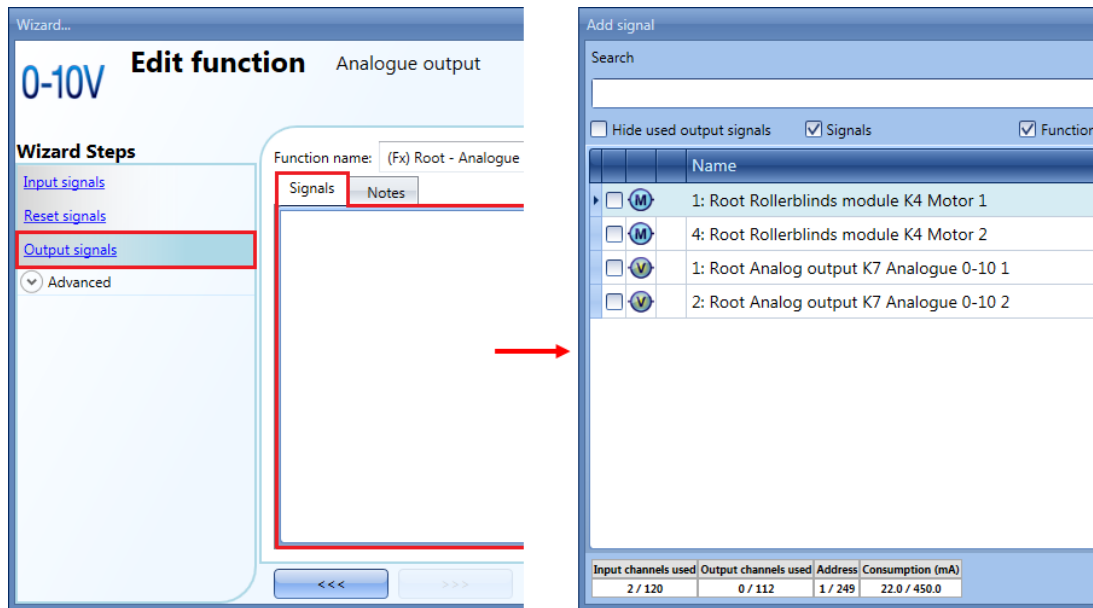 Wizard...
0-10V
Edit function Analogue output
Wizard Steps
Input signals
Reset signals
Output signals
Advanced
Function name: (Fx) Root - Analogue
Signals Notes
<<< >>>
Add signal
Search
Hide used output signals Signals Function
Name
M 1: Root Rollerblinds module K4 Motor 1
M 4: Root Rollerblinds module K4 Motor 2
V 1: Root Analog output K7 Analogue 0-10 1
V 2: Root Analog output K7 Analogue 0-10 2
Input channels used Output channels used Address Consumption (mA)
2 / 120 0 / 112 1 / 249 22.0 / 450.0